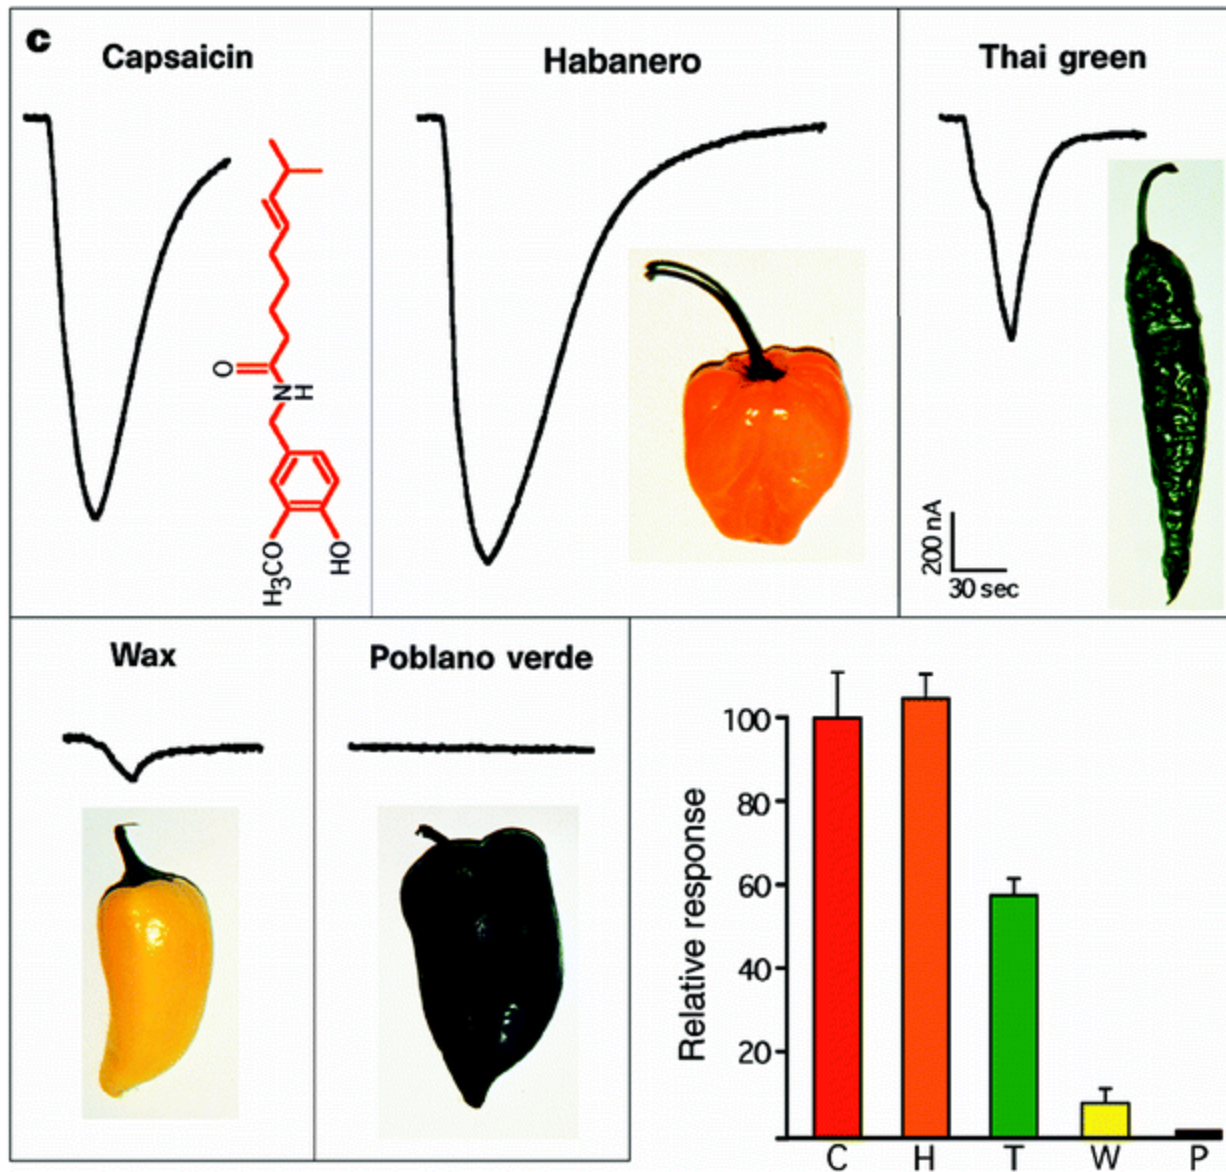 c
Capsaicin
Habanero
Thai green
O
N
H
H3CO
HO
200 nA
30 sec
Wax
Poblano verde
Relative response
100
80
60
40
20
C H T W P